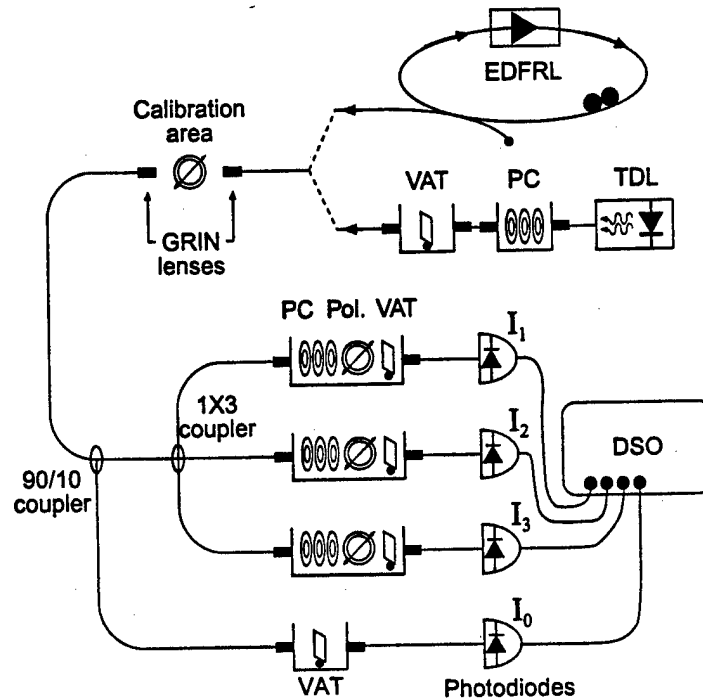 EDFRL
Calibration
area
VAT
PC
TDL
GRIN
lenses
PC Pol. VAT
I1
1X3
coupler
I2
DSO
90/10
coupler
I3
I0
VAT
Photodiodes